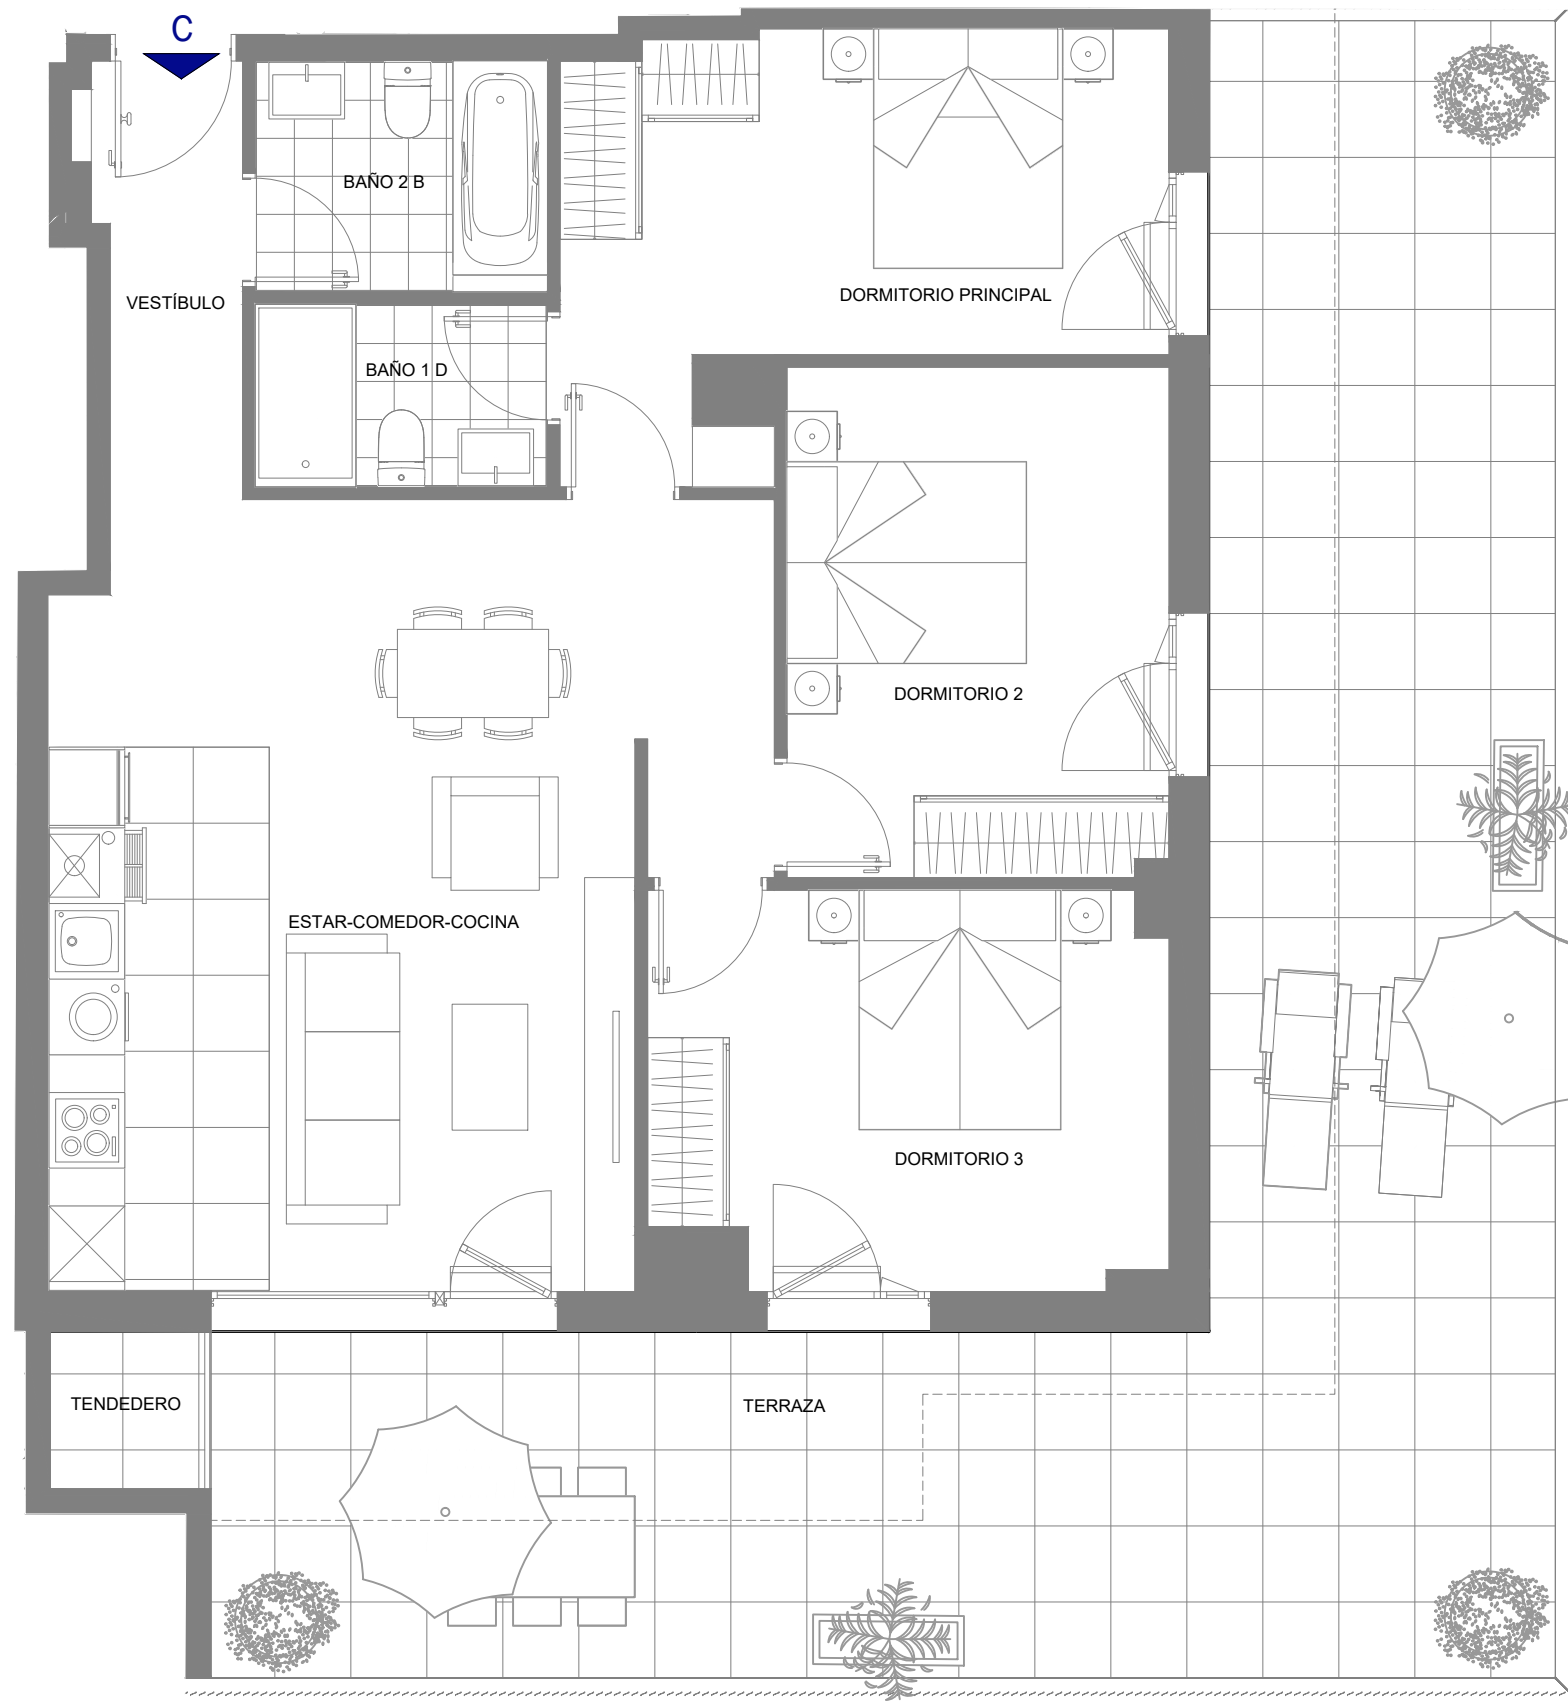 C
BAÑO 2 B
VESTÍBULO
DORMITORIO PRINCIPAL
BAÑO 1 D
DORMITORIO 2
ESTAR-COMEDOR-COCINA
DORMITORIO 3
TENDEDERO
TERRAZA